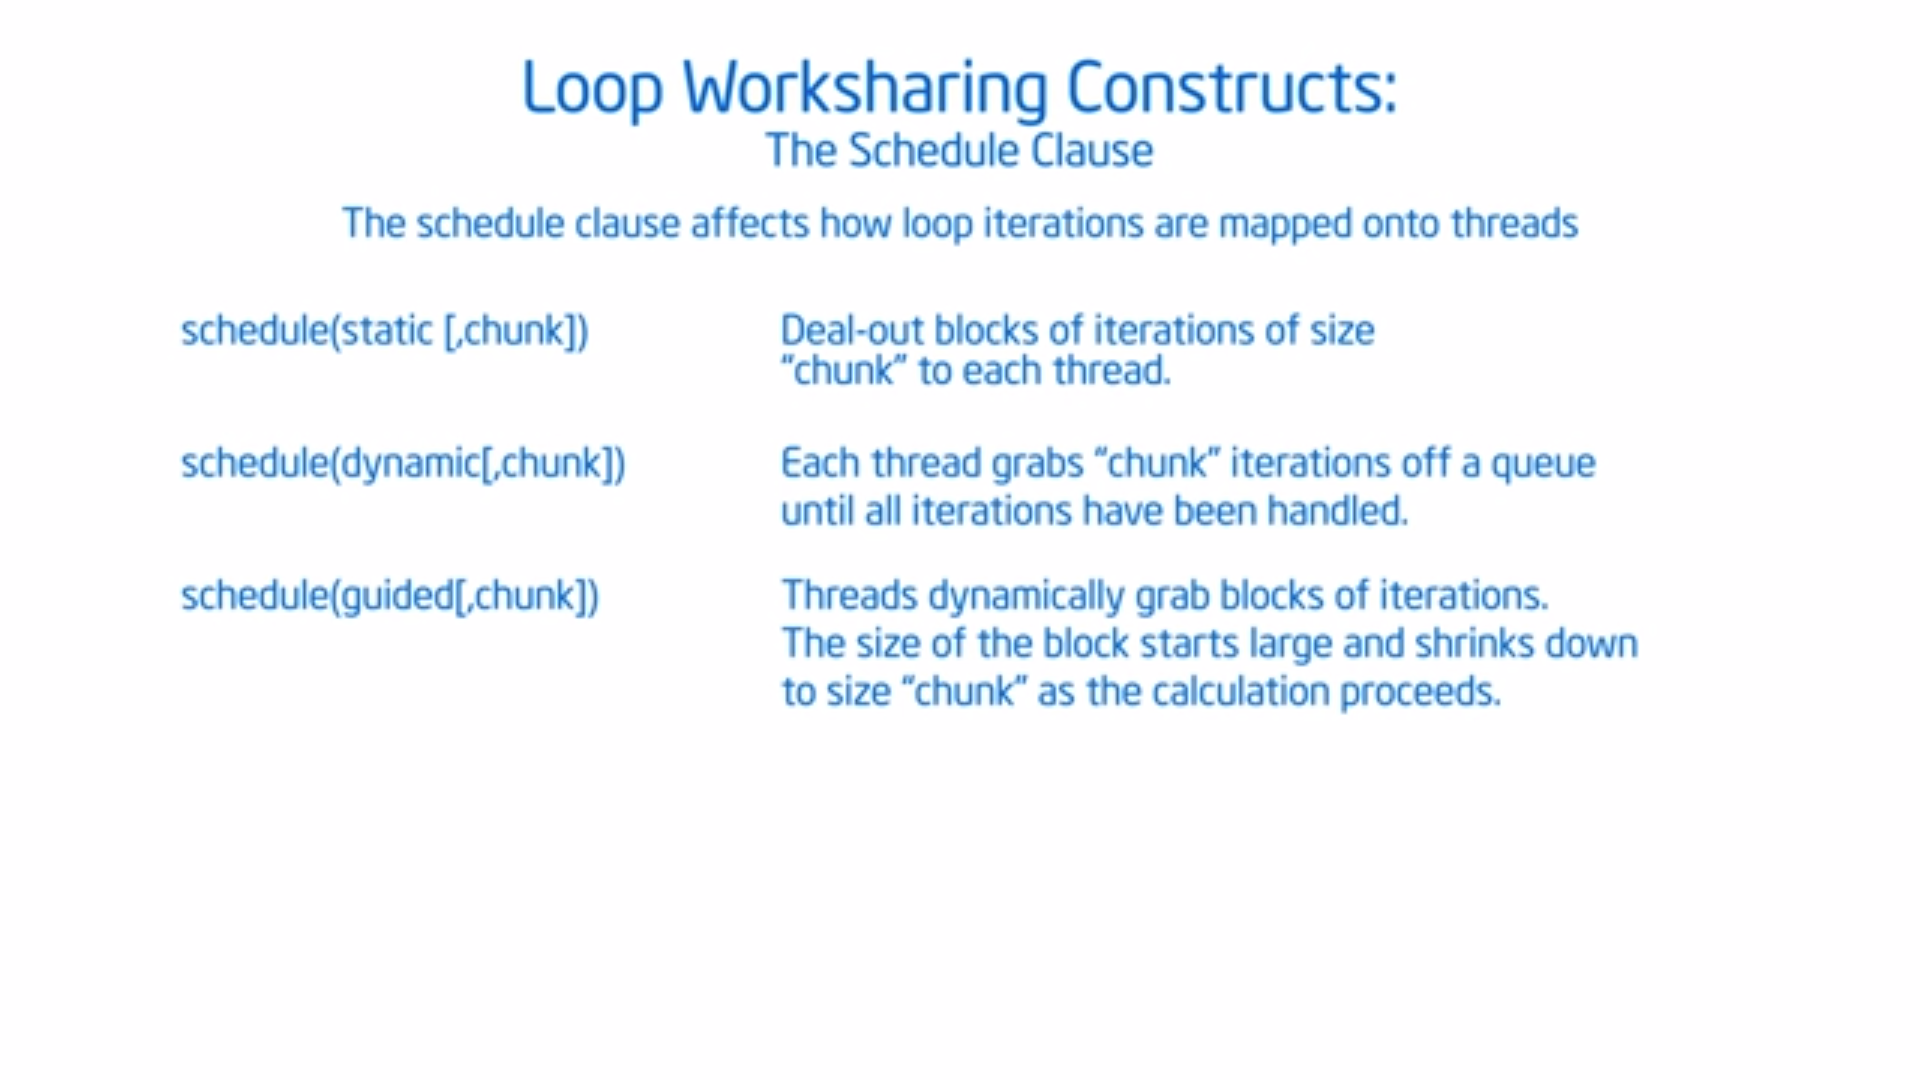 Loop Worksharing Constructs:
The Schedule Clause
The schedule clause affects how loop iterations are mapped onto threads
schedule(static [,chunk])
Deal-out blocks of iterations of size
“chunk” to each thread.
schedule(dynamic[,chunk])
Each thread grabs “chunk” iterations off a queue
until all iterations have been handled.
schedule(guided[,chunk])
Threads dynamically grab blocks of iterations.
The size of the block starts large and shrinks down
to size “chunk” as the calculation proceeds.